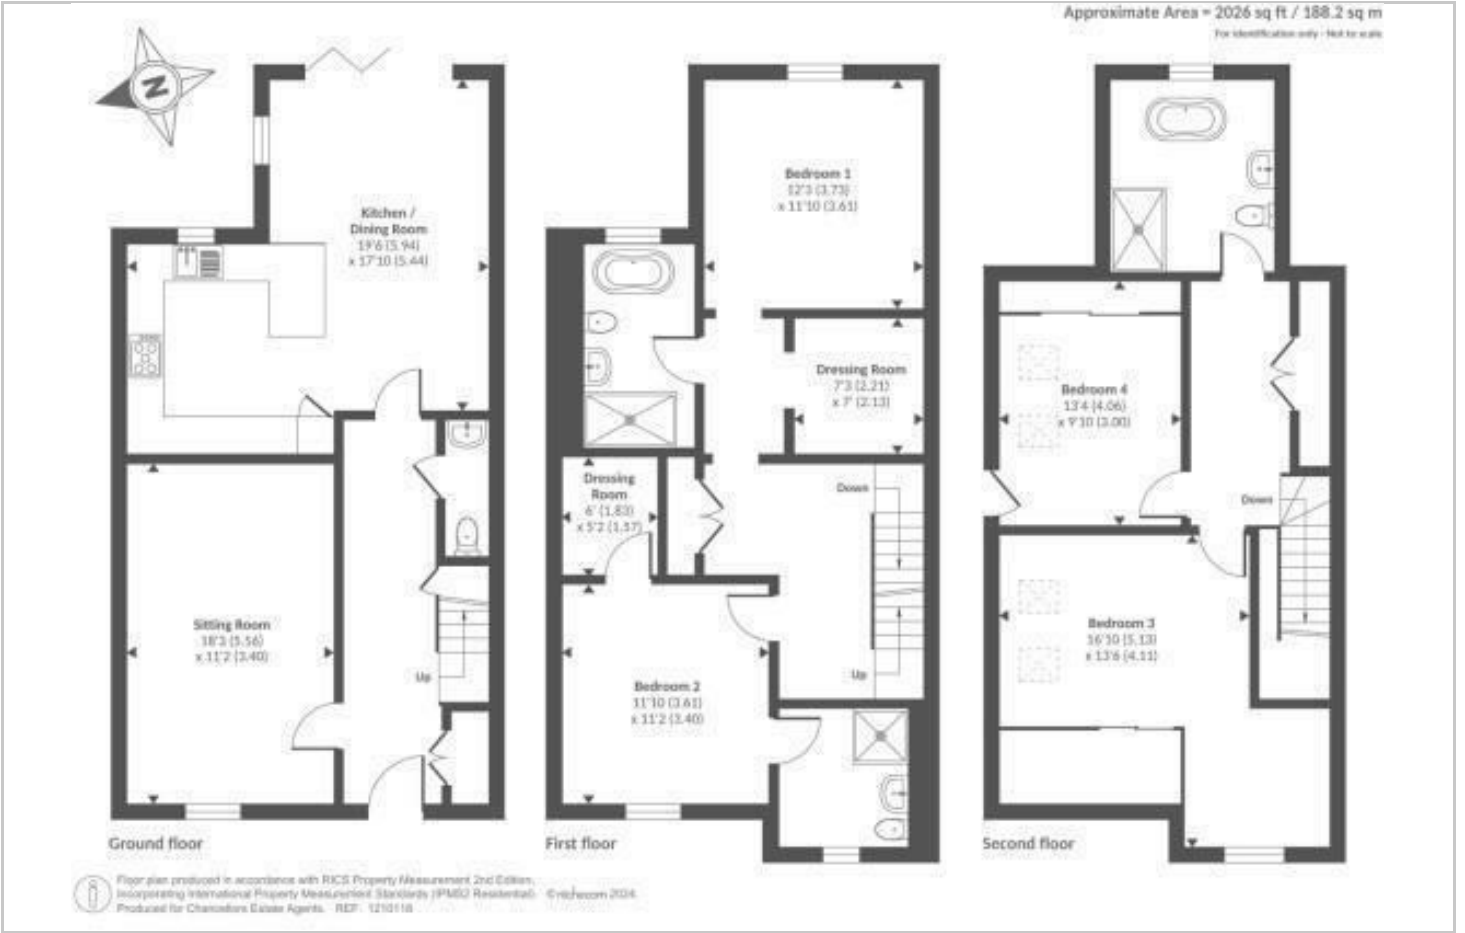 Approximate Area = 2026 sq ft / 188.2 sq m
For identification only - Not to scale
N
Kitchen /
Dining Room
19'6 (5.94)
x 17'10 (5.44)
Sitting Room
18'3 (5.56)
x 11'2 (3.40)
Up
Ground floor
Bedroom 1
12'3 (3.73)
x 11'10 (3.61)
Dressing Room
7'3 (2.21)
x 7' (2.13)
Dressing
Room
6' (1.83)
x 5'2 (1.57)
Down
Up
Bedroom 2
11'10 (3.61)
x 11'2 (3.40)
First floor
Bedroom 4
13'4 (4.06)
x 9'10 (3.00)
Down
Bedroom 3
16'10 (5.13)
x 13'6 (4.11)
Second floor
Floor plan produced in accordance with RICS Property Measurement 2nd Edition,
Incorporating International Property Measurement Standards (IPMS2 Residential). ©nichecom 2024.
Produced for Chancellors Estate Agents. REF: 1210118